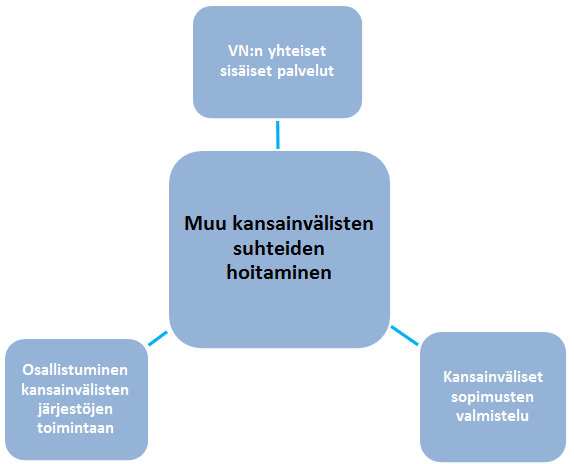 VN:n yhteiset
sisäiset palvelut
Muu kansainvälisten
suhteiden
hoitaminen
Osallistuminen
kansainvälisten
järjestöjen
toimintaan
Kansainväliset
sopimusten
valmistelu